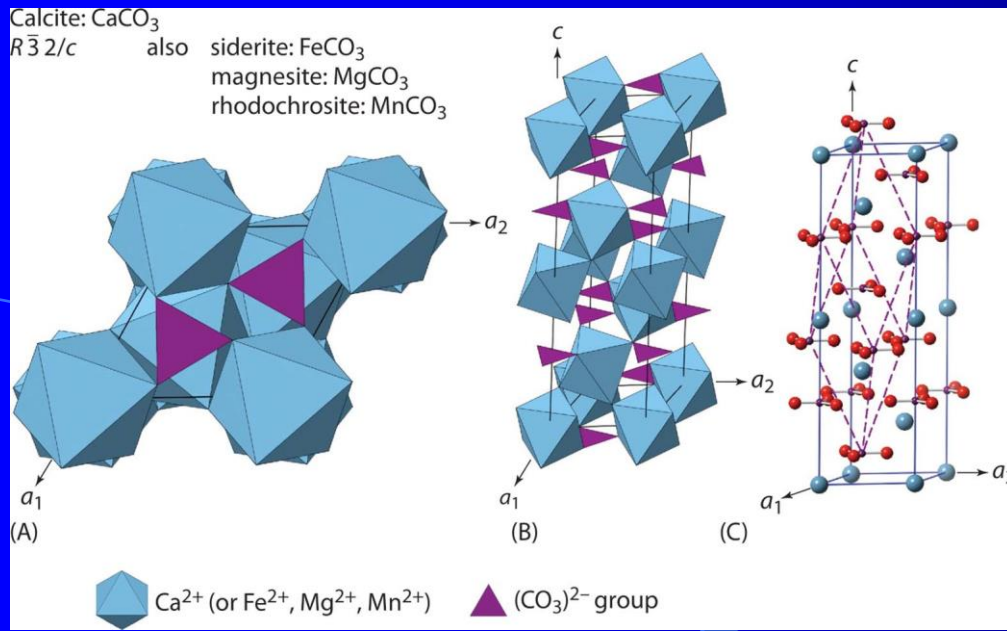 Calcite: CaCO₃
R3̄ 2/c also siderite: FeCO₃
magnesite: MgCO₃
rhodochrosite: MnCO₃
a₂
a₁
(A)
c
a₂
a₁
(B)
c
a₁
(C)
Ca²⁺ (or Fe²⁺, Mg²⁺, Mn²⁺)
(CO₃)²⁻ group